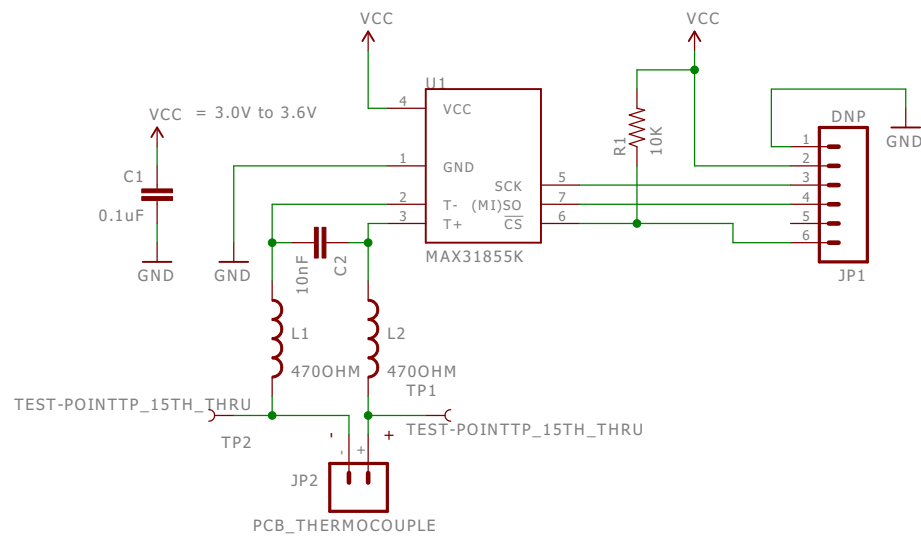 VCC
VCC
U1
VCC = 3.0V to 3.6V
4
VCC
DNP
R1
10K
1
GND
1
2
3
4
5
6
C1
0.1uF
GND
SCK
5
2
T-
(MI)SO
7
3
T+
CS
6
GND
GND
10nF
C2
MAX31855K
JP1
L1
L2
470OHM
470OHM
TP1
TEST-POINTTP_15TH_THRU
TEST-POINTTP_15TH_THRU
TP2
' - + +
JP2
PCB_THERMOCOUPLE